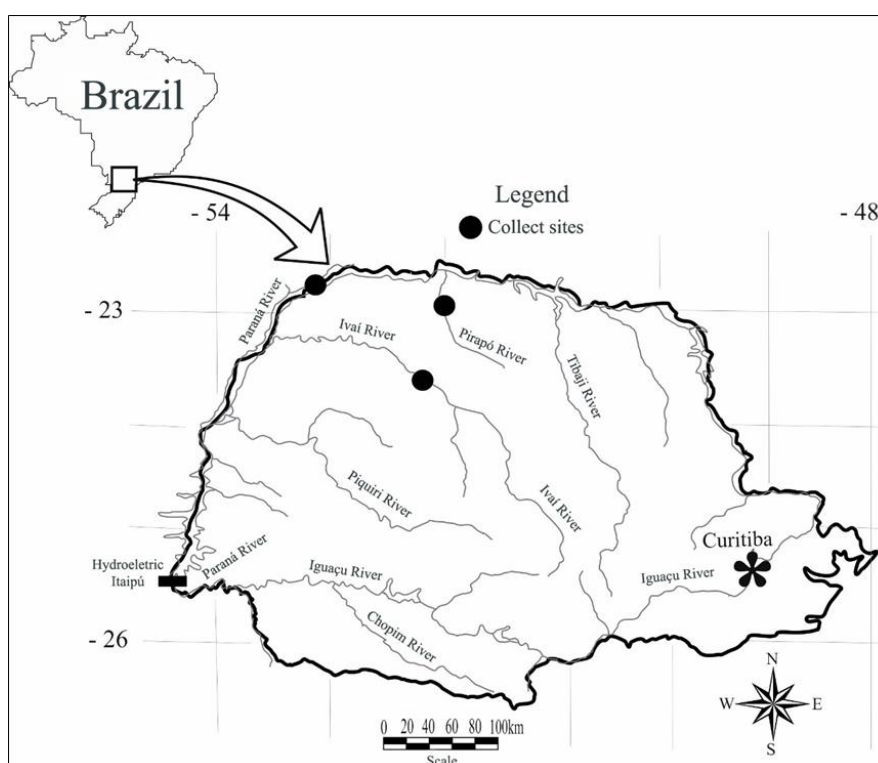 Brazil
Legend
- 54
- 48
Collect sites
Paraná River
- 23
Ivaí River
Pirapó River
Tibaji River
Piquiri River
Ivaí River
Curitiba
Hydroeletric
Itaipú
Paraná River
Iguaçu River
Iguaçu River
Chopim River
- 26
N
W
E
S
0 20 40 60 80 100km
Scale